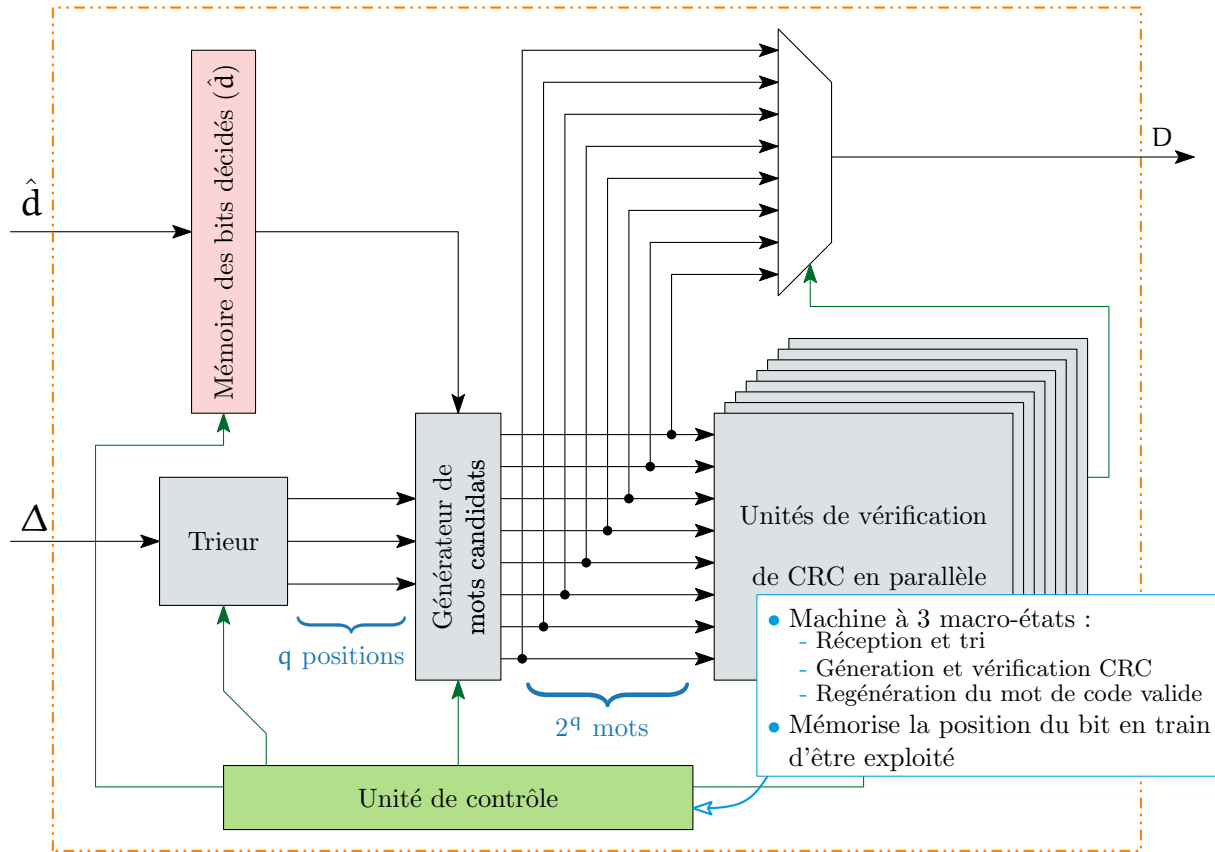 Mémoire des bits décidés (d̂)
D
d̂
Δ
Trieur
Générateur de
mots candidats
Unités de vérification
de CRC en parallèle
q positions
2^q mots
Unité de contrôle
• Machine à 3 macro-états :
- Réception et tri
- Géneration et vérification CRC
- Regénération du mot de code valide
• Mémorise la position du bit en train
d'être exploité